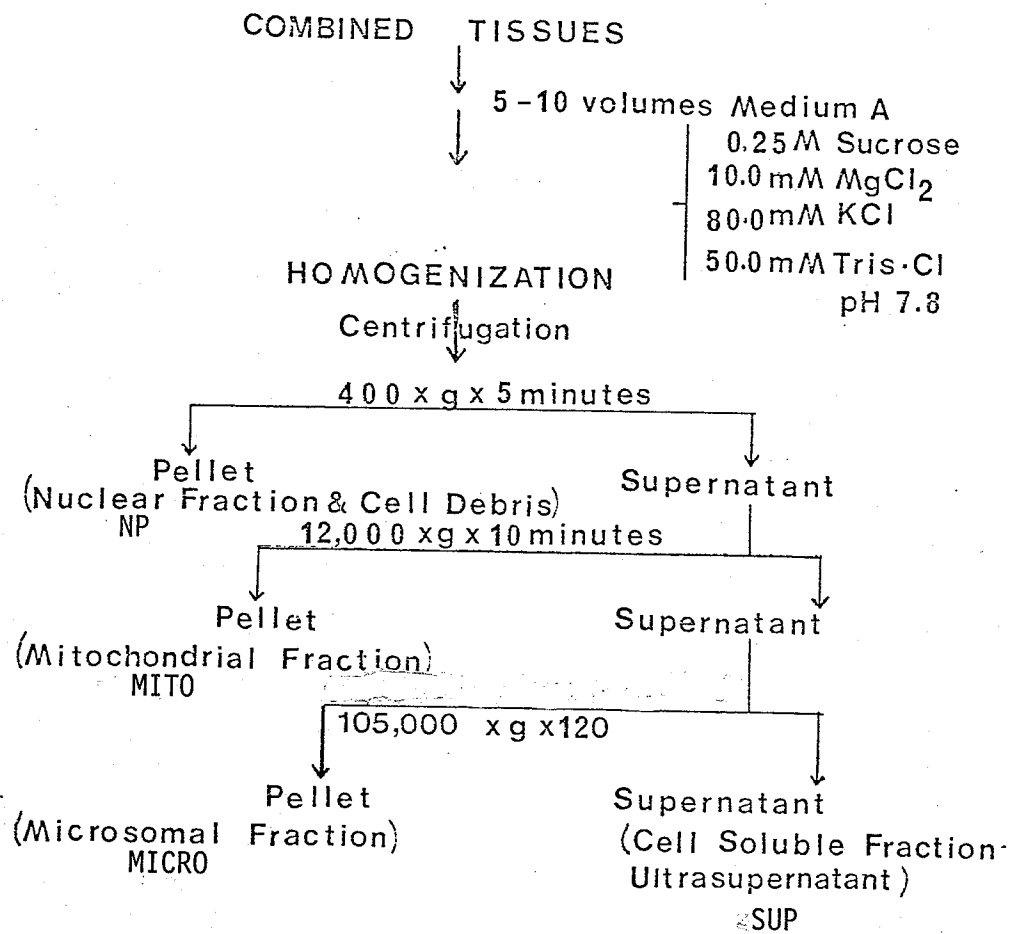 COMBINED TISSUES
5-10 volumes Medium A
0.25M Sucrose
10.0 mM MgCl2
80.0 mM KCl
50.0 mM Tris·Cl
pH 7.8
HOMOGENIZATION
Centrifugation
400 x g x 5 minutes
Pellet
(Nuclear Fraction & Cell Debris)
NP
Supernatant
12,000 xg x 10 minutes
Pellet
(Mitochondrial Fraction)
MITO
Supernatant
105,000 x g x120
Pellet
(Microsomal Fraction)
MICRO
Supernatant
(Cell Soluble Fraction-
Ultrasupernatant)
SUP